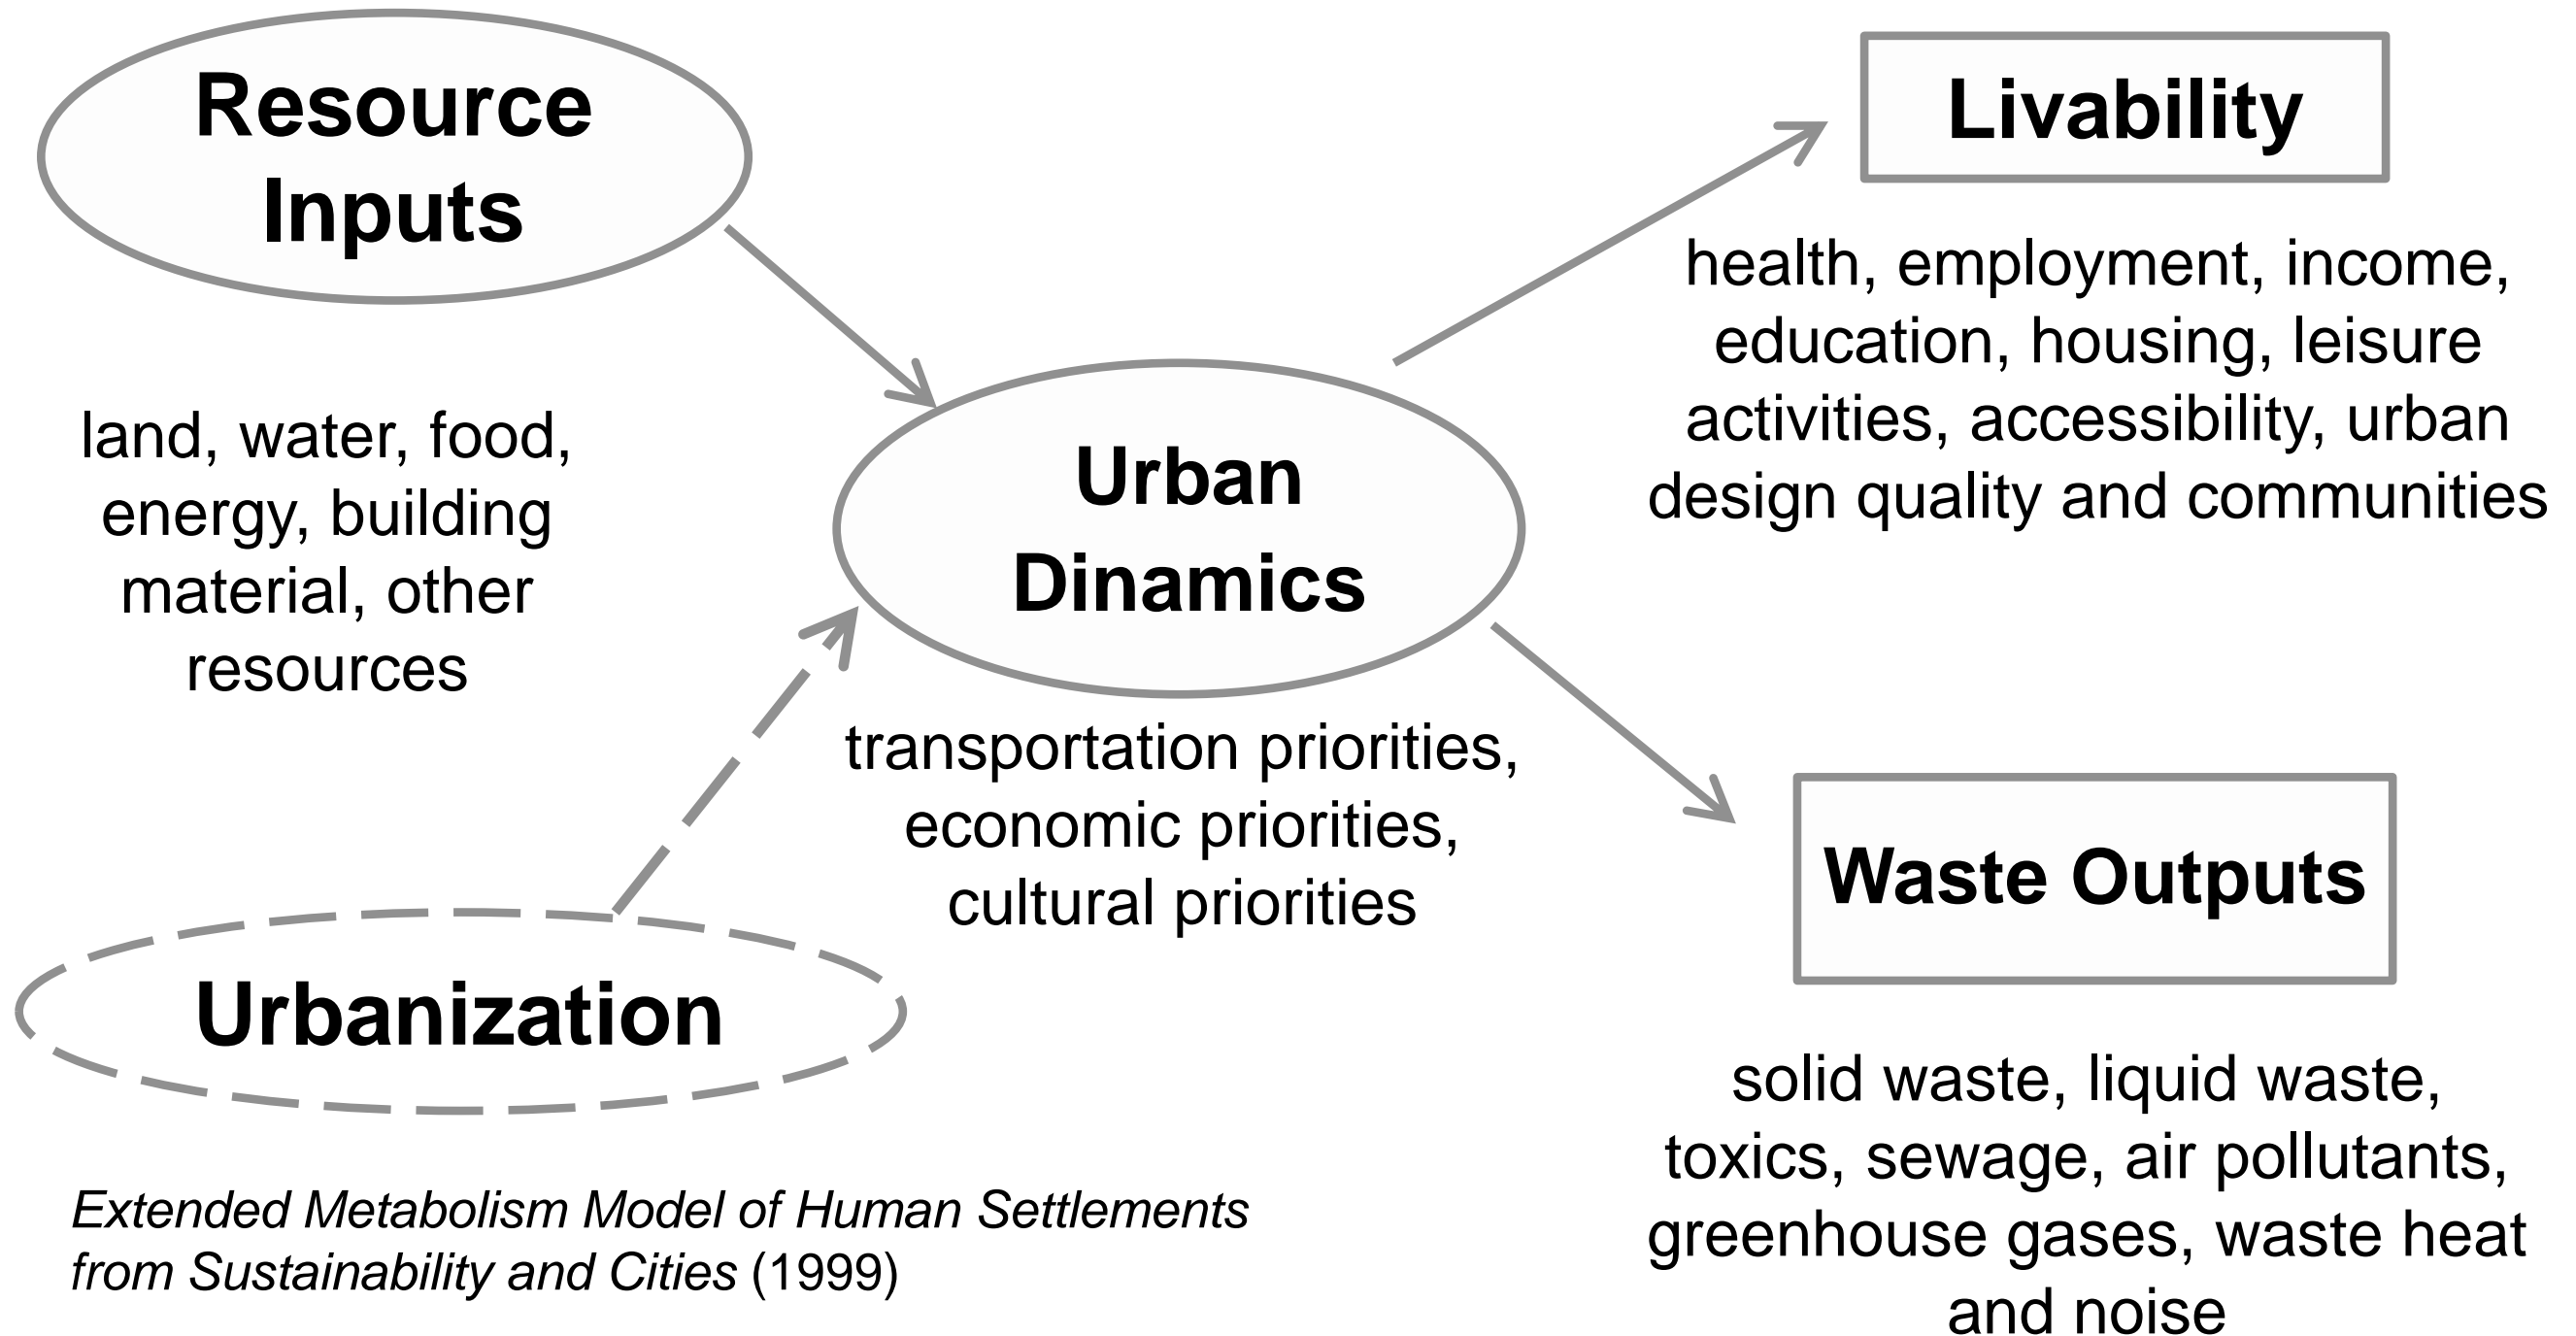 Resource
Inputs
land, water, food,
energy, building
material, other
resources
Urbanization
Urban
Dinamics
transportation priorities,
economic priorities,
cultural priorities
Livability
health, employment, income,
education, housing, leisure
activities, accessibility, urban
design quality and communities
Waste Outputs
solid waste, liquid waste,
toxics, sewage, air pollutants,
greenhouse gases, waste heat
and noise
Extended Metabolism Model of Human Settlements
from Sustainability and Cities (1999)